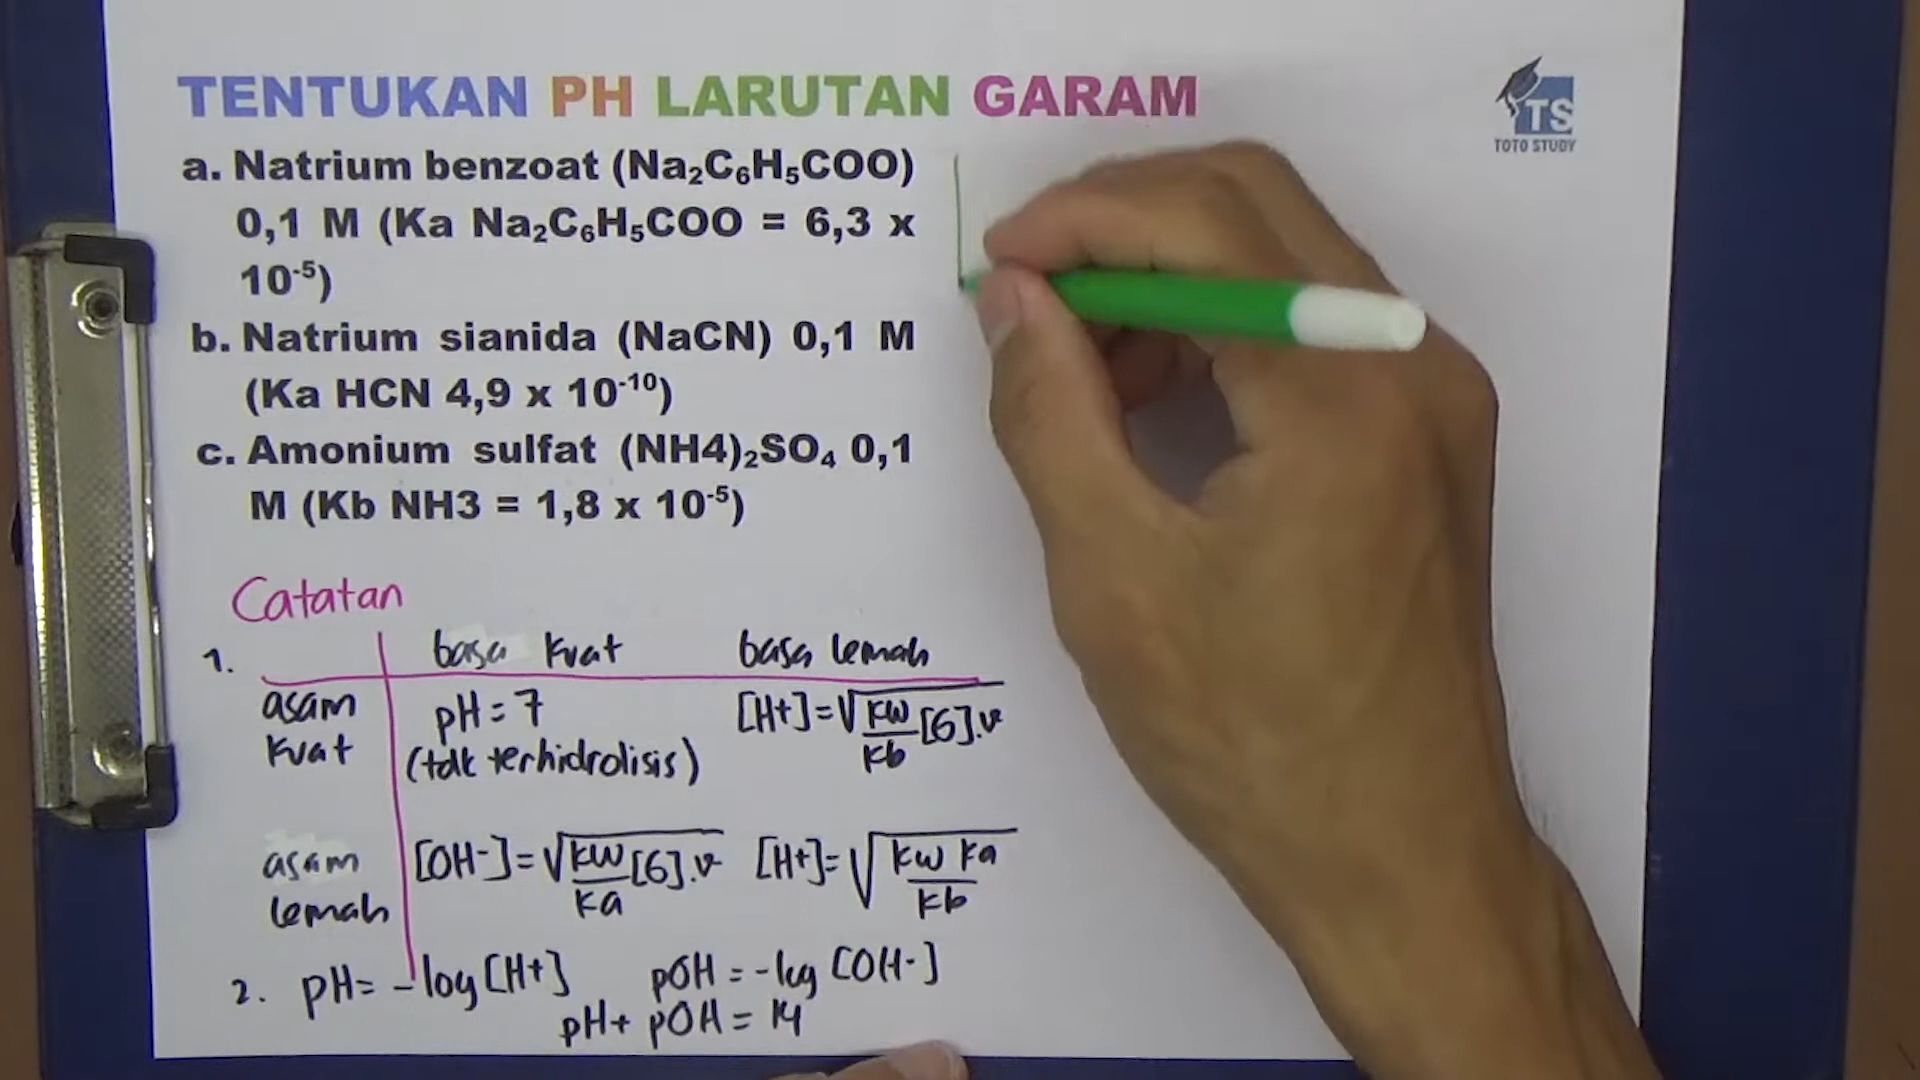 TENTUKAN PH LARUTAN GARAM
TS
TOTO STUDY
a. Natrium benzoat (Na₂C₆H₅COO)
0,1 M (Ka Na₂C₆H₅COO = 6,3 x
10⁻⁵)
b. Natrium sianida (NaCN) 0,1 M
(Ka HCN 4,9 x 10⁻¹⁰)
c. Amonium sulfat (NH4)₂SO₄ 0,1
M (Kb NH3 = 1,8 x 10⁻⁵)
Catatan
1. basa kuat basa lemah
asam kuat pH = 7 [H+] = √(kw/kb [G].v)
(tdk terhidrolisis)
asam lemah [OH-] = √(kw/ka [G].v) [H+] = √(kw ka/kb)
2. pH = -log [H+] pOH = -log [OH-]
pH + pOH = 14